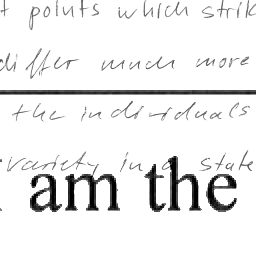 points which strik
differ much more
the individuals
variety in a state
am the